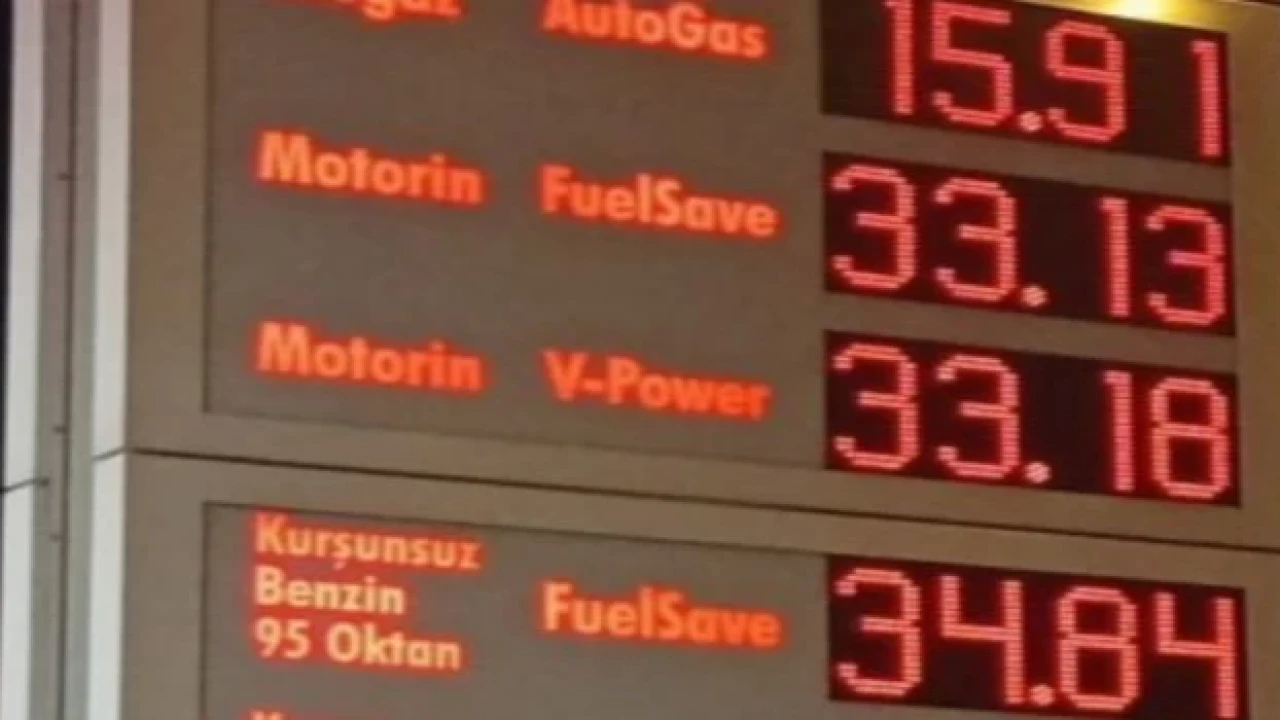 AutoGas 15.91
Motorin FuelSave 33.13
Motorin V-Power 33.18
Kurşunsuz
Benzin
95 Oktan
FuelSave 34.84